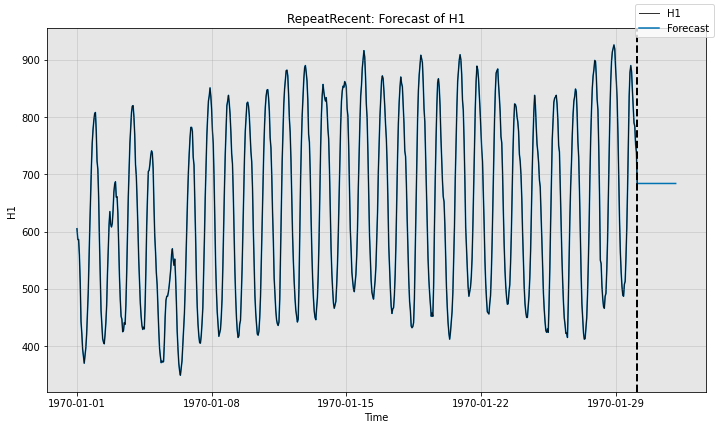 RepeatRecent: Forecast of H1
H1
Forecast
900
800
700
600
500
400
H1
1970-01-01
1970-01-08
1970-01-15
1970-01-22
1970-01-29
Time